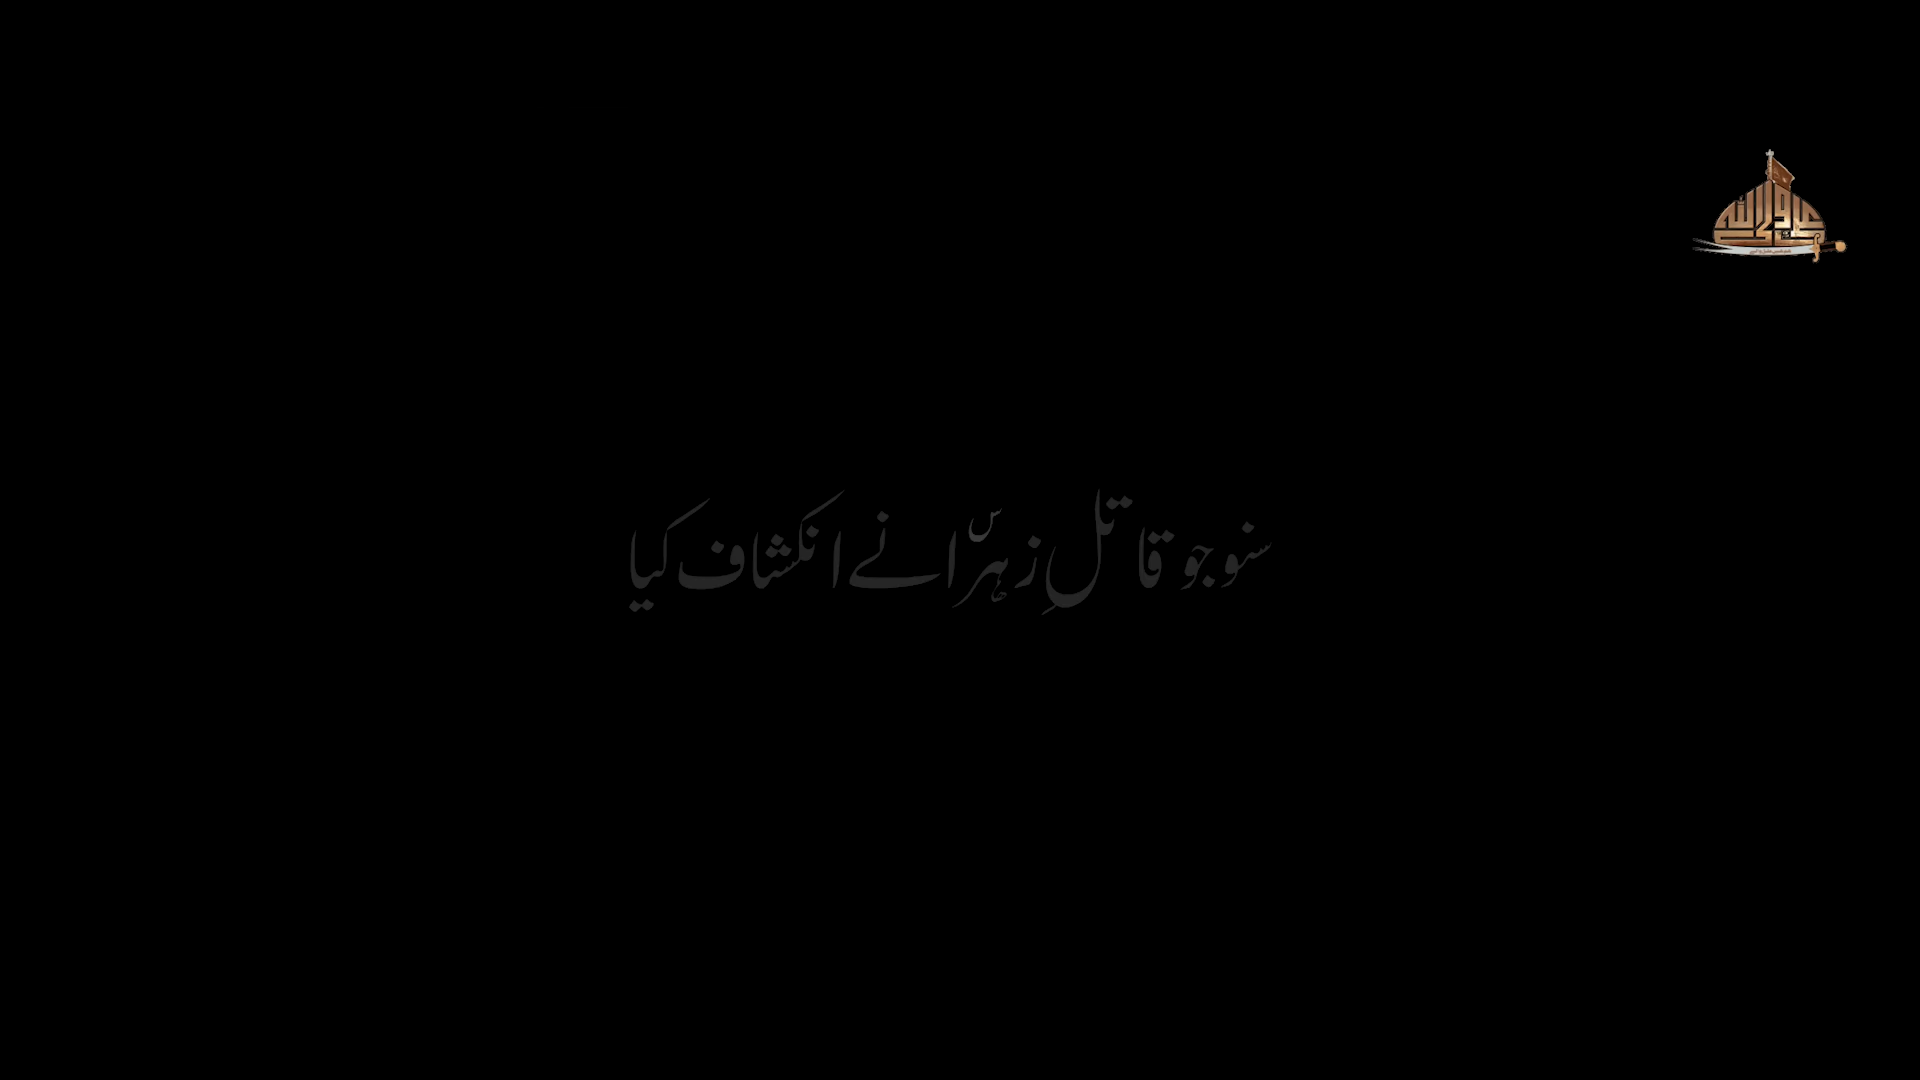 سنو جو قاتلِ زہراؑ نے انکشاف کیا